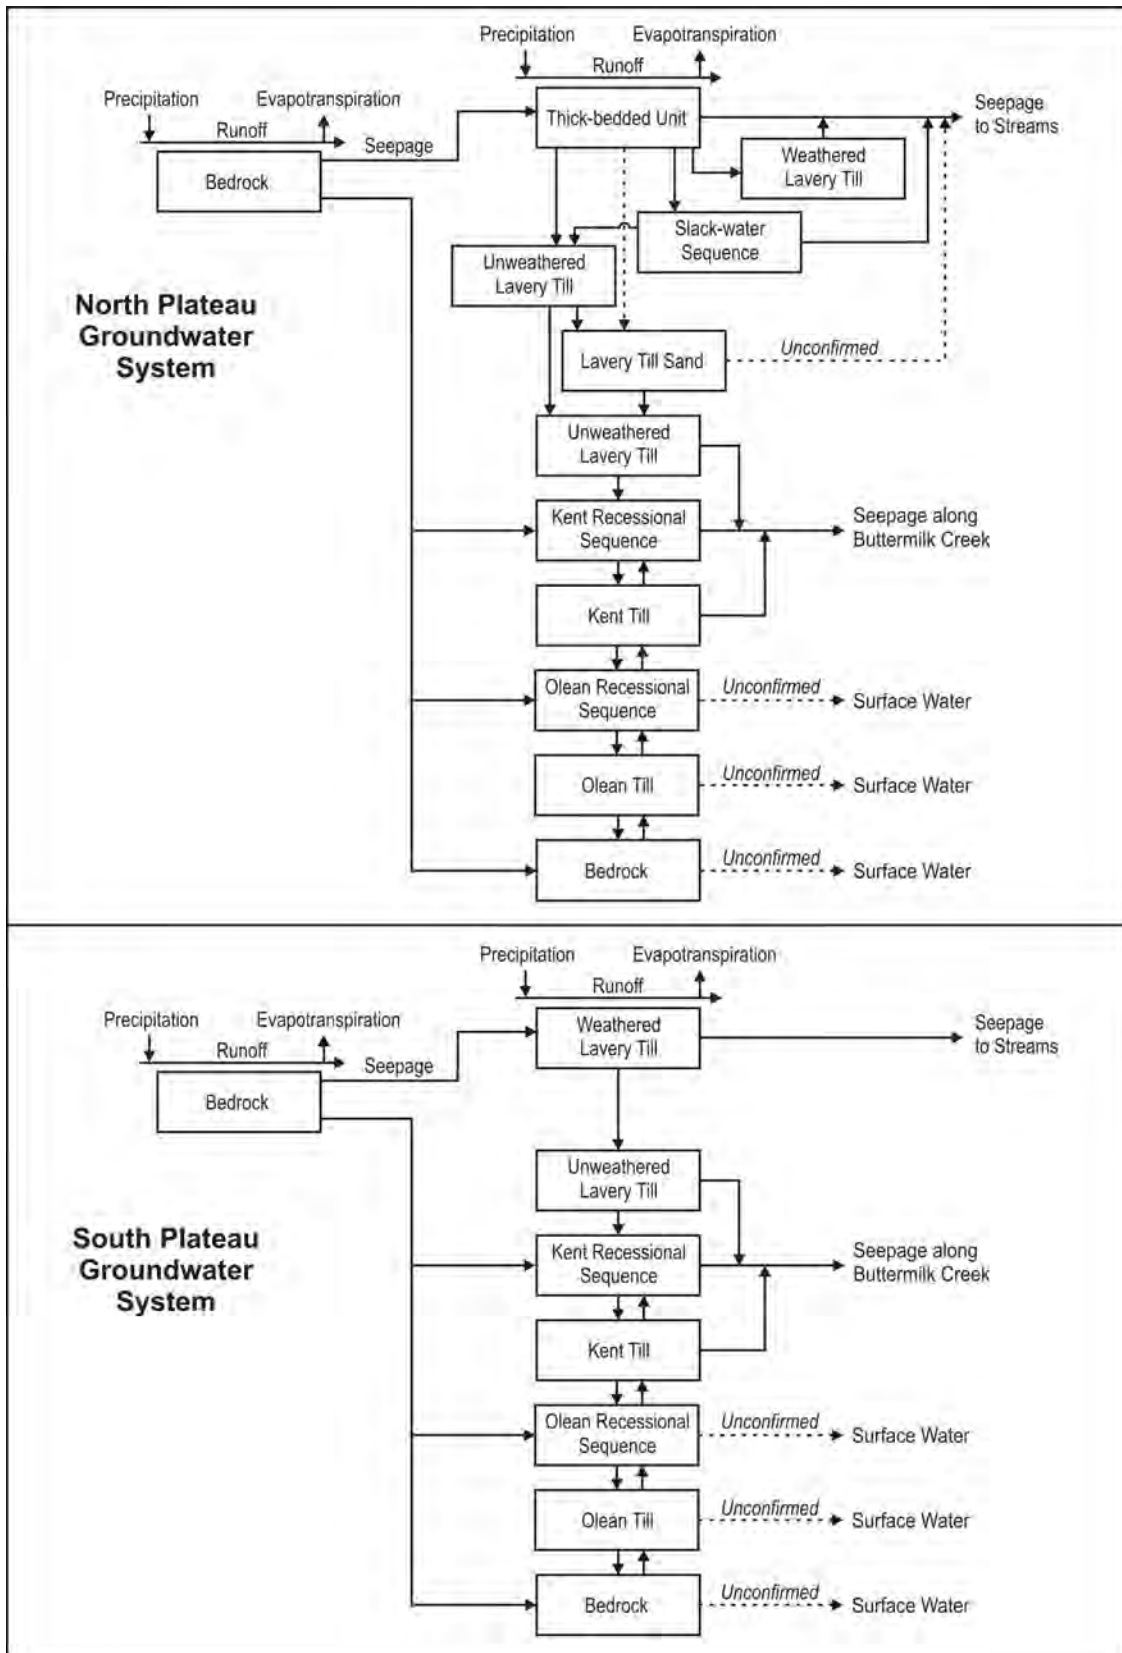 Precipitation
Evapotranspiration
Runoff
Precipitation
Evapotranspiration
Runoff
Seepage
Bedrock
Thick-bedded Unit
Seepage
to Streams
Weathered
Lavery Till
Slack-water
Sequence
Unweathered
Lavery Till
North Plateau
Groundwater
System
Lavery Till Sand
Unconfirmed
Unweathered
Lavery Till
Kent Recessional
Sequence
Seepage along
Buttermilk Creek
Kent Till
Olean Recessional
Sequence
Unconfirmed
Surface Water
Olean Till
Unconfirmed
Surface Water
Bedrock
Unconfirmed
Surface Water
Precipitation
Evapotranspiration
Runoff
Precipitation
Evapotranspiration
Runoff
Seepage
Bedrock
Weathered
Lavery Till
Seepage
to Streams
Unweathered
Lavery Till
South Plateau
Groundwater
System
Kent Recessional
Sequence
Seepage along
Buttermilk Creek
Kent Till
Olean Recessional
Sequence
Unconfirmed
Surface Water
Olean Till
Unconfirmed
Surface Water
Bedrock
Unconfirmed
Surface Water